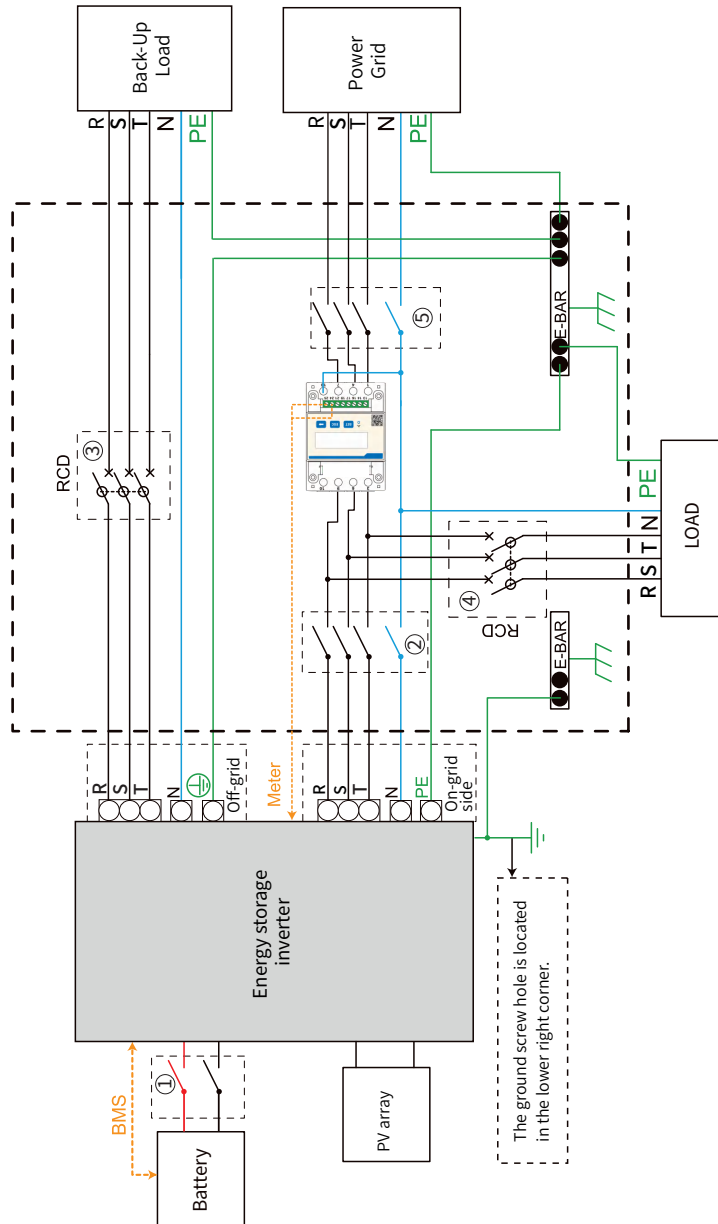 Back-Up
Load
Power
Grid
R
S
T
N
PE
R
S
T
N
PE
RCD
③
⑤
E-BAR
②
④
RCD
E-BAR
R
S
T
N
PE
LOAD
R
S
T
N
Off-grid
Meter
R
S
T
N
PE
On-grid
side
Energy storage
inverter
BMS
①
Battery
PV array
The ground screw hole is located
in the lower right corner.